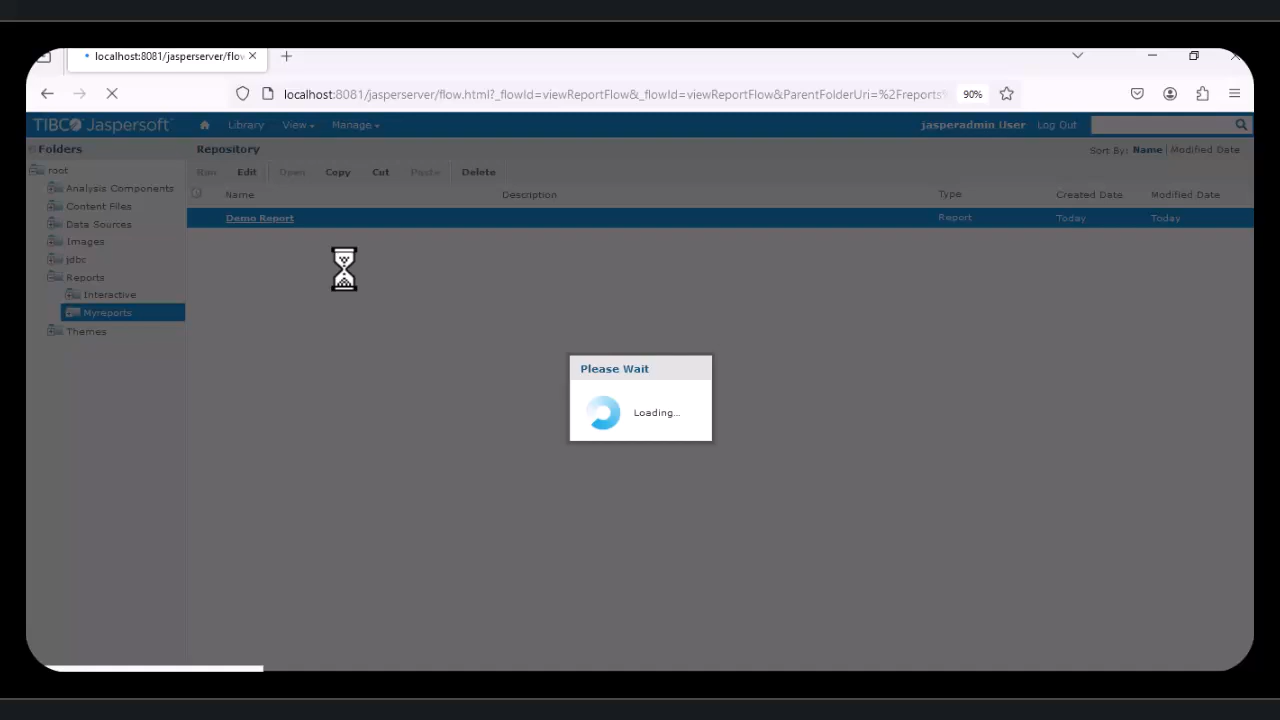 localhost:8081/jasperserver/flow
localhost:8081/jasperserver/flow.html?_flowId=viewReportFlow&_flowId=viewReportFlow&ParentFolderUri=%2Freports% 90%
TIBCO Jaspersoft Library View Manage jasperadmin User Log Out
Folders Repository Sort By: Name | Modified Date
root Run Edit Open Copy Cut Paste Delete
Analysis Components Name Description Type Created Date Modified Date
Content Files
Data Sources Demo Report Report Today Today
Images
jdbc
Reports
Interactive
Myreports
Themes
Please Wait
Loading...